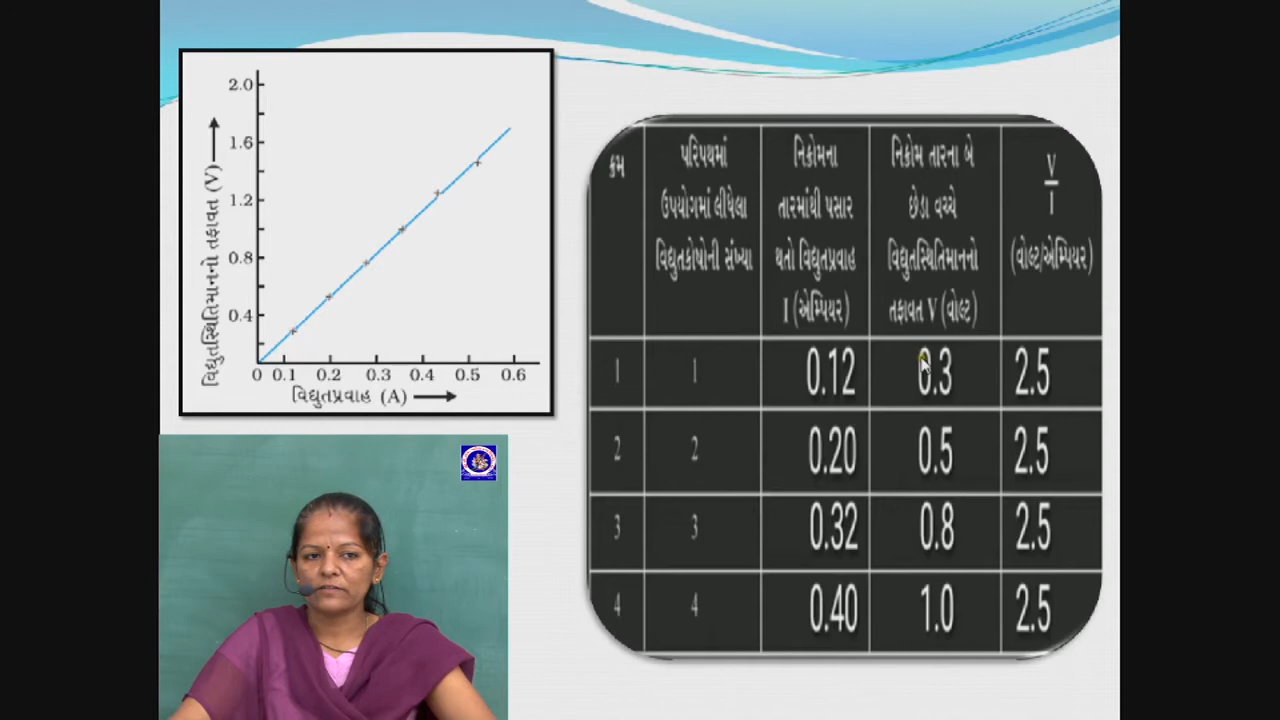 2.0
1.6
1.2
0.8
0.4
0 0.1 0.2 0.3 0.4 0.5 0.6
વિદ્યુતસ્થિતિમાનનો તફાવત (V)
વિદ્યુતપ્રવાહ (A)
ક્રમ
પરિપથમાં
ઉપયોગમાં લીધેલા
વિદ્યુતકોષોની સંખ્યા
નિક્રોમના
તારમાંથી પસાર
થતો વિદ્યુતપ્રવાહ
I (એમ્પિયર)
નિક્રોમ તારના બે
છેડા વચ્ચે
વિદ્યુતસ્થિતિમાનનો
તફાવત V (વોલ્ટ)
V
I
(વોલ્ટ/એમ્પિયર)
1 1 0.12 0.3 2.5
2 2 0.20 0.5 2.5
3 3 0.32 0.8 2.5
4 4 0.40 1.0 2.5